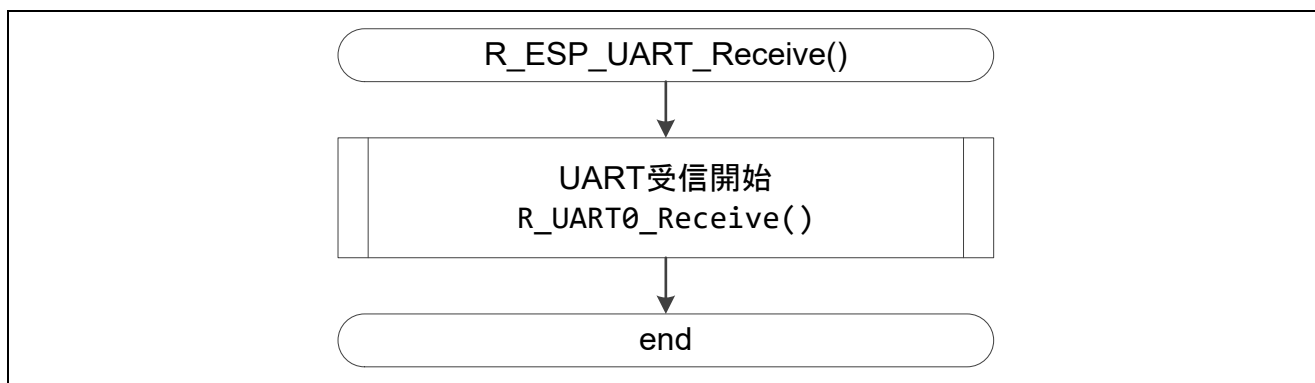 R_ESP_UART_Receive()
UART受信開始
R_UART0_Receive()
end